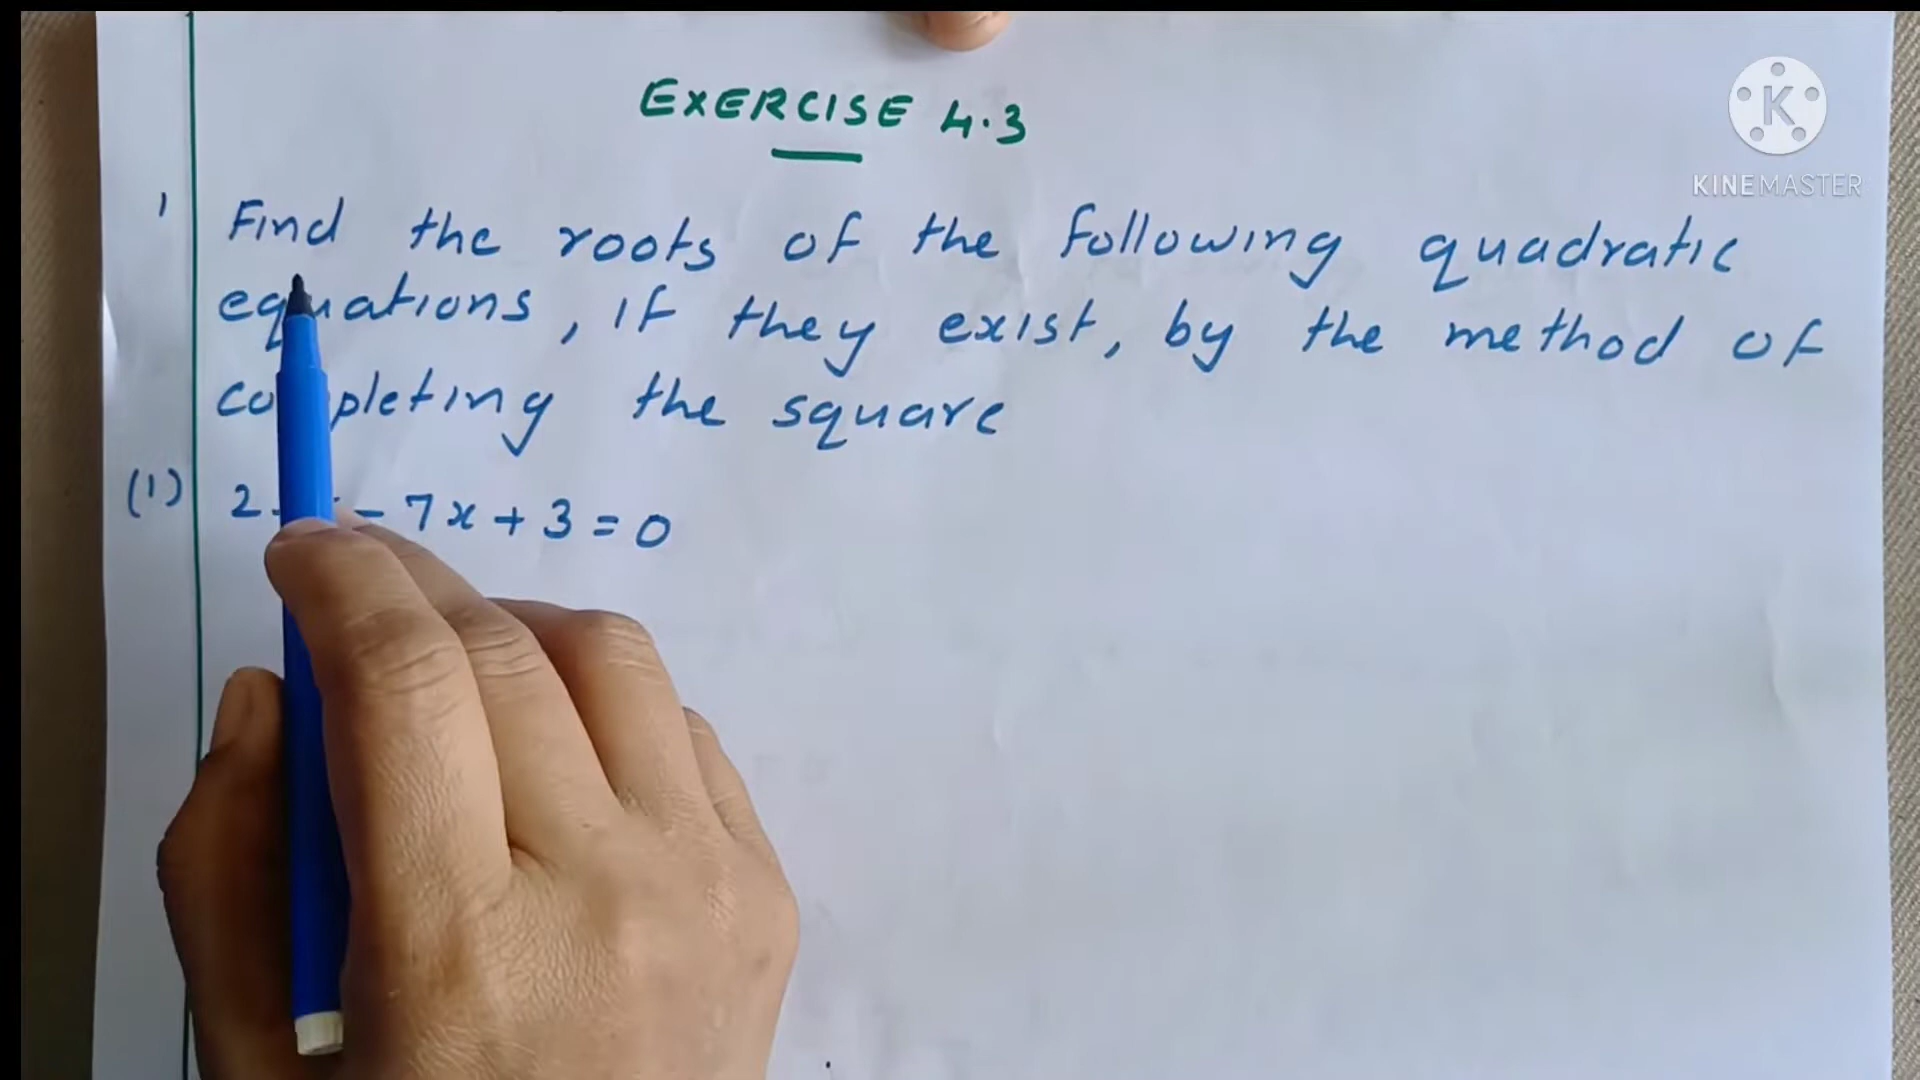 EXERCISE 4.3
K
KINEMASTER
1 Find the roots of the following quadratic
equations, if they exist, by the method of
completing the square
(1) 2 - 7x + 3 = 0